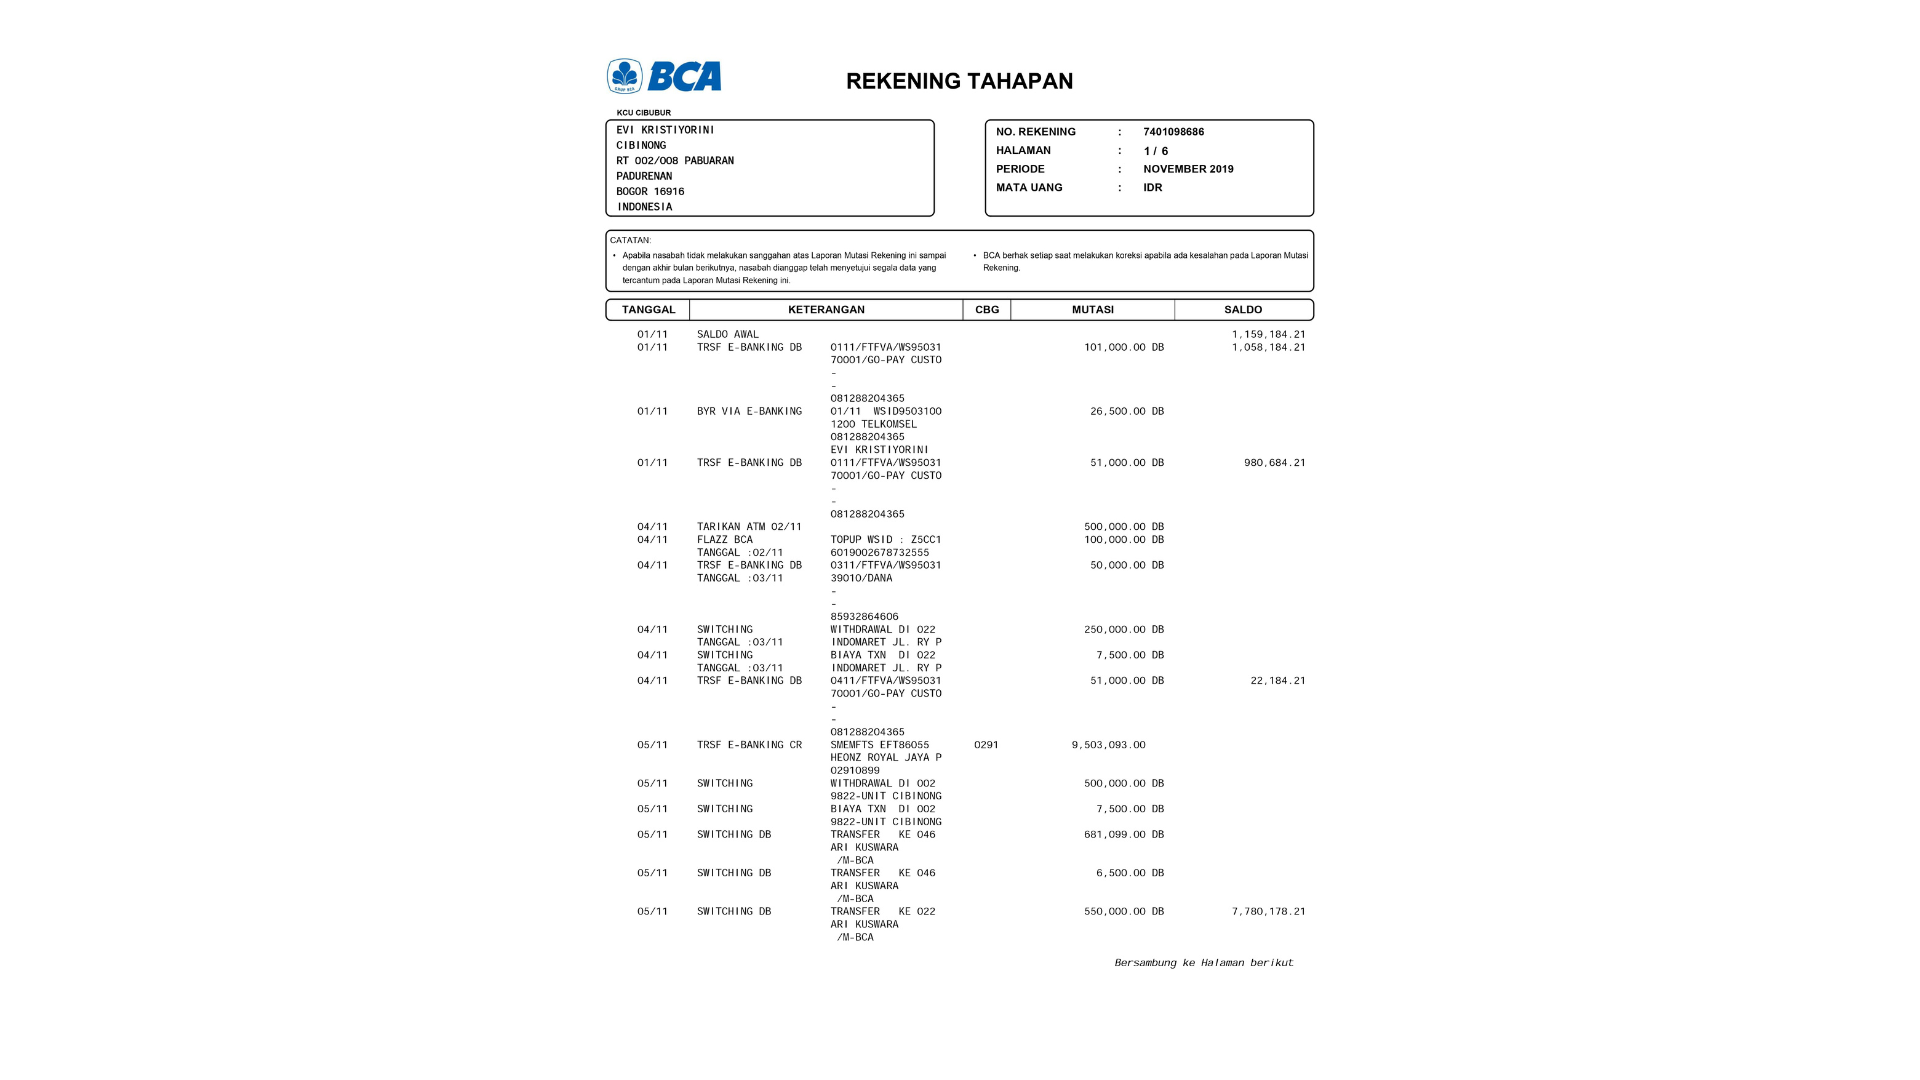 BCA
REKENING TAHAPAN
KCU CIBUBUR
EVI KRISTIYORINI
CIBINONG
RT 002/008 PABUARAN
PADURENAN
BOGOR 16916
INDONESIA
NO. REKENING : 7401098686
HALAMAN : 1 / 6
PERIODE : NOVEMBER 2019
MATA UANG : IDR
CATATAN:
• Apabila nasabah tidak melakukan sanggahan atas Laporan Mutasi Rekening ini sampai
dengan akhir bulan berikutnya, nasabah dianggap telah menyetujui segala data yang
tercantum pada Laporan Mutasi Rekening ini.
• BCA berhak setiap saat melakukan koreksi apabila ada kesalahan pada Laporan Mutasi
Rekening.
TANGGAL KETERANGAN CBG MUTASI SALDO
01/11 SALDO AWAL 1,159,184.21
01/11 TRSF E-BANKING DB 0111/FTFVA/WS95031 101,000.00 DB 1,058,184.21
70001/GO-PAY CUSTO
-
-
081288204365
01/11 BYR VIA E-BANKING 01/11 WSID9503100 26,500.00 DB
1200 TELKOMSEL
081288204365
EVI KRISTIYORINI
01/11 TRSF E-BANKING DB 0111/FTFVA/WS95031 51,000.00 DB 980,684.21
70001/GO-PAY CUSTO
-
-
081288204365
04/11 TARIKAN ATM 02/11 500,000.00 DB
04/11 FLAZZ BCA TOPUP WSID : Z5CC1 100,000.00 DB
TANGGAL :02/11 6019002678732555
04/11 TRSF E-BANKING DB 0311/FTFVA/WS95031 50,000.00 DB
TANGGAL :03/11 39010/DANA
-
-
85932864606
04/11 SWITCHING WITHDRAWAL DI 022 250,000.00 DB
TANGGAL :03/11 INDOMARET JL. RY P
04/11 SWITCHING BIAYA TXN DI 022 7,500.00 DB
TANGGAL :03/11 INDOMARET JL. RY P
04/11 TRSF E-BANKING DB 0411/FTFVA/WS95031 51,000.00 DB 22,184.21
70001/GO-PAY CUSTO
-
-
081288204365
05/11 TRSF E-BANKING CR SMEMFTS EFT86055 0291 9,503,093.00
HEONZ ROYAL JAYA P
02910899
05/11 SWITCHING WITHDRAWAL DI 002 500,000.00 DB
9822-UNIT CIBINONG
05/11 SWITCHING BIAYA TXN DI 002 7,500.00 DB
9822-UNIT CIBINONG
05/11 SWITCHING DB TRANSFER KE 046 681,099.00 DB
ARI KUSWARA
/M-BCA
05/11 SWITCHING DB TRANSFER KE 046 6,500.00 DB
ARI KUSWARA
/M-BCA
05/11 SWITCHING DB TRANSFER KE 022 550,000.00 DB 7,780,178.21
ARI KUSWARA
/M-BCA
Bersambung ke Halaman berikut